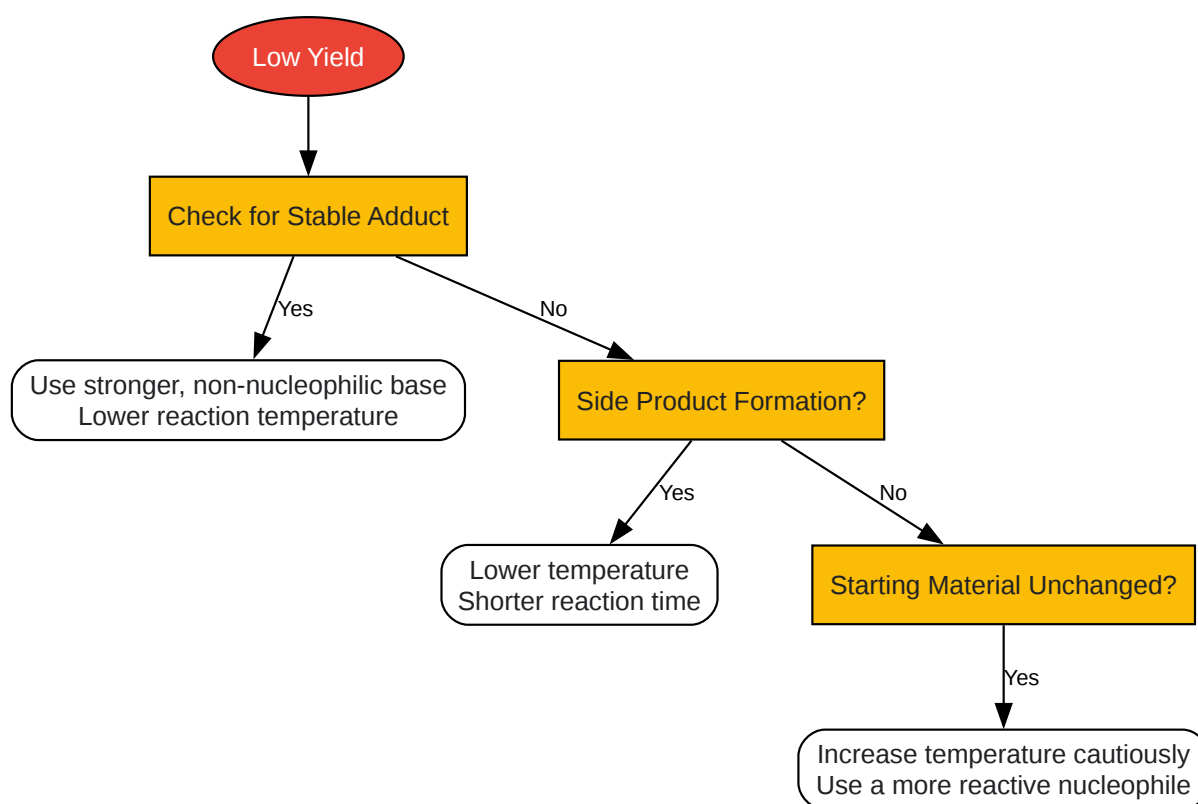 Low Yield
Check for Stable Adduct
Yes
No
Use stronger, non-nucleophilic base
Lower reaction temperature
Side Product Formation?
Yes
No
Lower temperature
Shorter reaction time
Starting Material Unchanged?
Yes
Increase temperature cautiously
Use a more reactive nucleophile